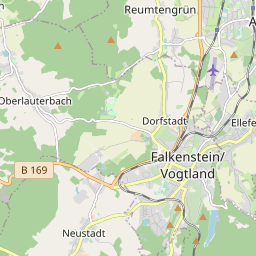 Reumtengrün
A
Oberlauterbach
Dorfstadt
Ellefe
Falkenstein/
Vogtland
B 169
Neustadt